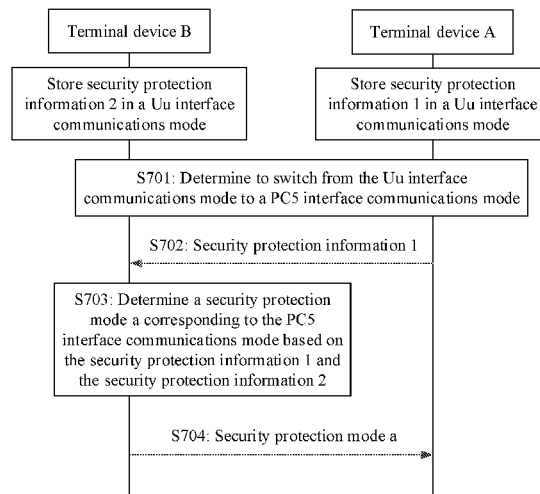 Terminal device B
Terminal device A
Store security protection
information 2 in a Uu interface
communications mode
Store security protection
information 1 in a Uu interface
communications mode
S701: Determine to switch from the Uu interface
communications mode to a PC5 interface communications mode
S702: Security protection information 1
S703: Determine a security protection
mode a corresponding to the PC5
interface communications mode based on
the security protection information 1 and
the security protection information 2
S704: Security protection mode a